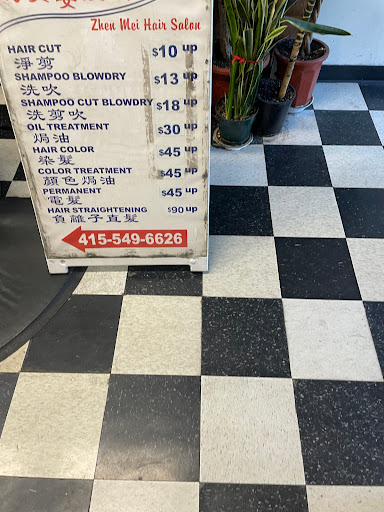 Zhen Mei Hair Salon
HAIR CUT $10 up
淨剪
SHAMPOO BLOWDRY $13 up
洗吹
SHAMPOO CUT BLOWDRY $18 up
洗剪吹
OIL TREATMENT $30 up
焗油
HAIR COLOR $45 up
染髮
COLOR TREATMENT $45 up
顏色焗油
PERMANENT $45 up
電髮
HAIR STRAIGHTENING $90 up
負離子直髮
415-549-6626